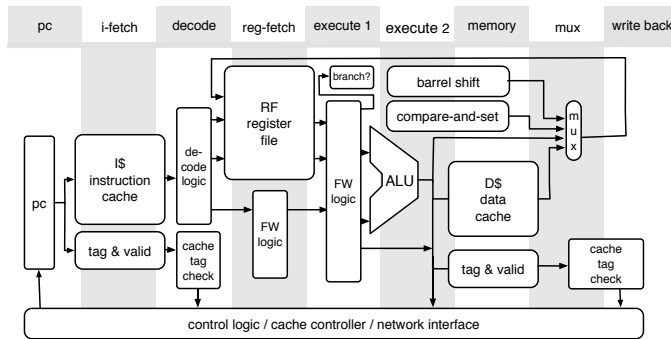 pc i-fetch decode reg-fetch execute 1 execute 2 memory mux write back
branch?
barrel shift
compare-and-set
mux
RF
register
file
I$
instruction
cache
de-
code
logic
pc
FW
logic
FW
logic
ALU
D$
data
cache
tag & valid
cache
tag
check
tag & valid
cache
tag
check
control logic / cache controller / network interface